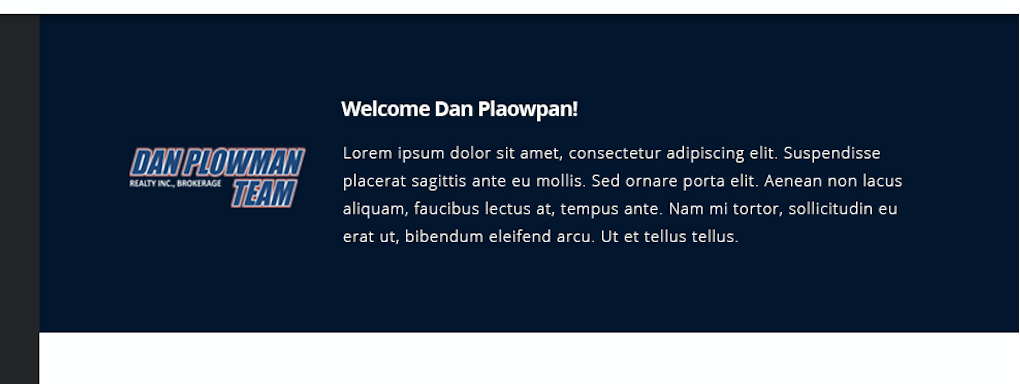 Welcome Dan Plaowpan!
DAN PLOWMAN
REALTY INC., BROKERAGE
TEAM
Lorem ipsum dolor sit amet, consectetur adipiscing elit. Suspendisse
placerat sagittis ante eu mollis. Sed ornare porta elit. Aenean non lacus
aliquam, faucibus lectus at, tempus ante. Nam mi tortor, sollicitudin eu
erat ut, bibendum eleifend arcu. Ut et tellus tellus.